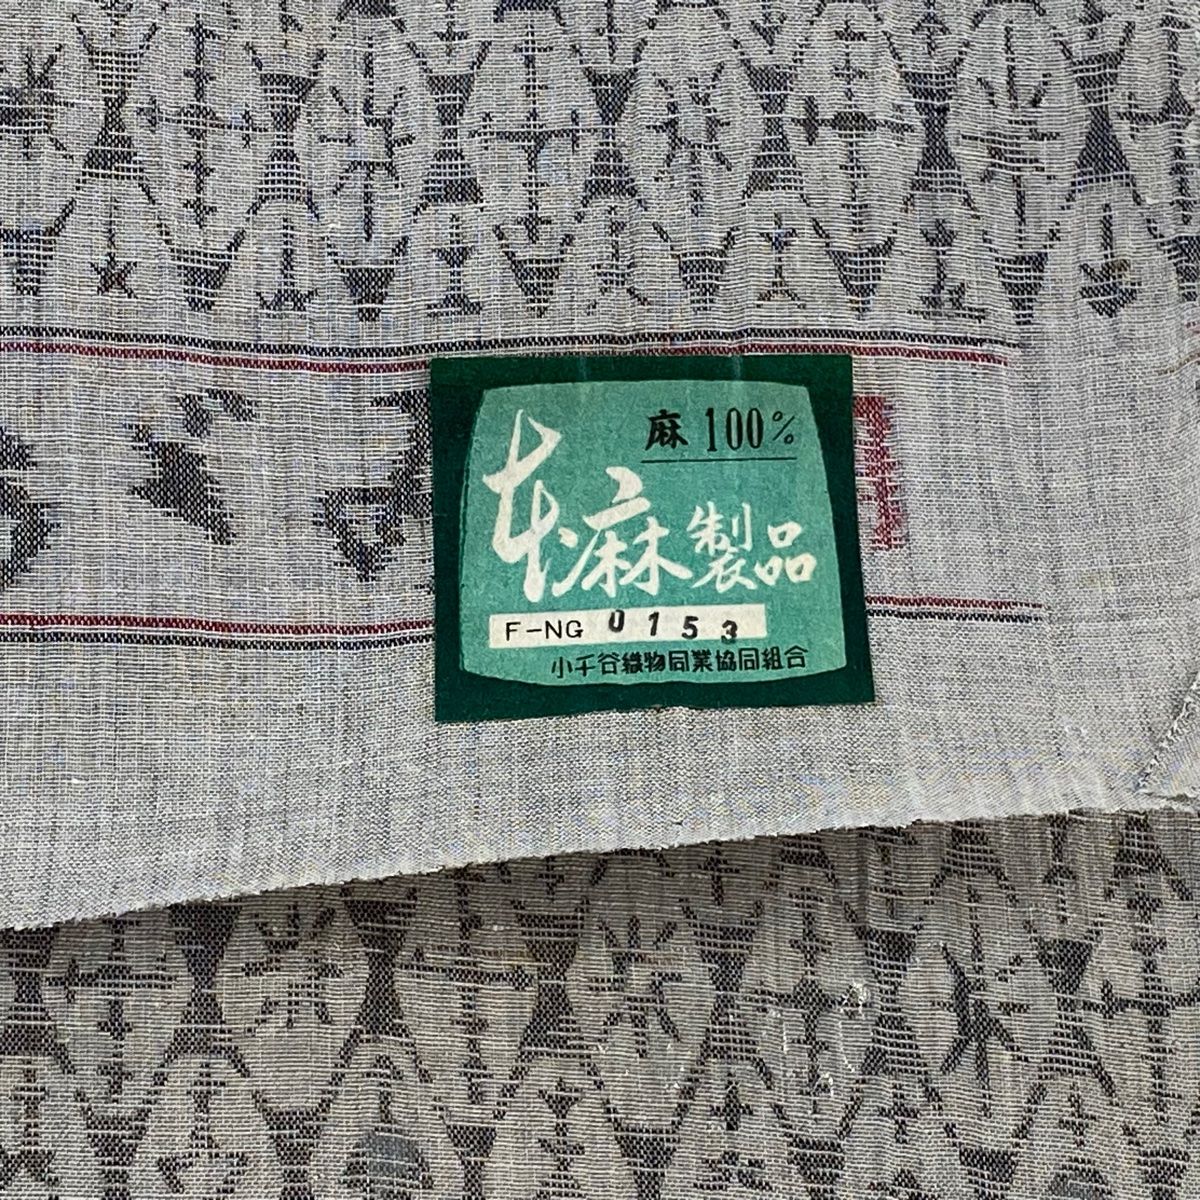 麻100%
本麻製品
F-NG 0153
小千谷織物同業協同組合